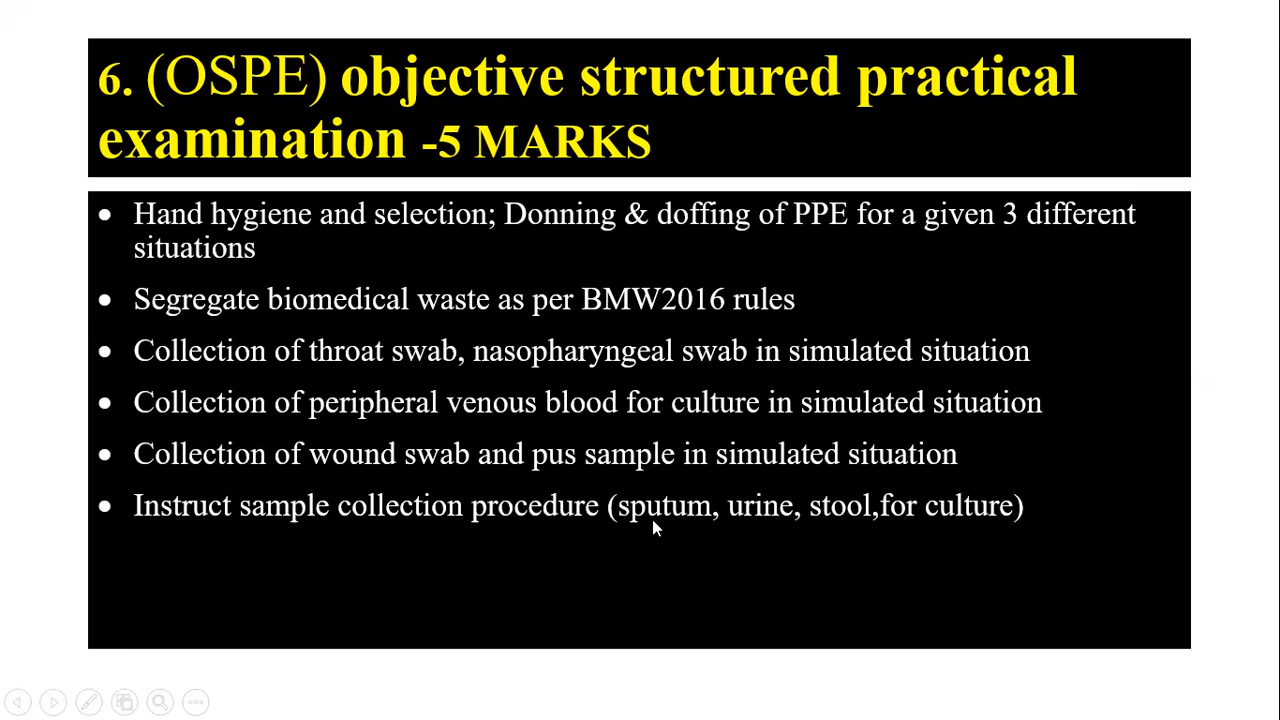 6. (OSPE) objective structured practical
examination -5 MARKS
• Hand hygiene and selection; Donning & doffing of PPE for a given 3 different
situations
• Segregate biomedical waste as per BMW2016 rules
• Collection of throat swab, nasopharyngeal swab in simulated situation
• Collection of peripheral venous blood for culture in simulated situation
• Collection of wound swab and pus sample in simulated situation
• Instruct sample collection procedure (sputum, urine, stool,for culture)